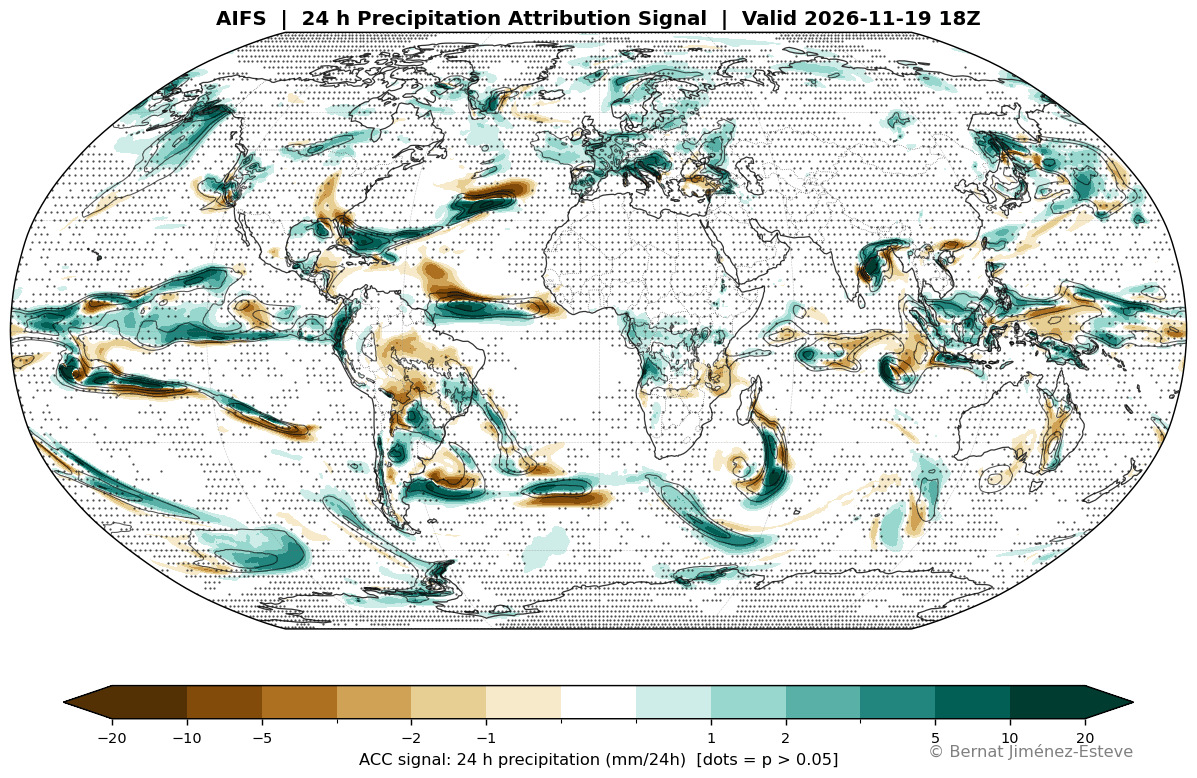 AIFS | 24 h Precipitation Attribution Signal | Valid 2026-11-19 18Z
−20 −10 −5 −2 −1 1 2 5 10 20
© Bernat Jiménez-Esteve
ACC signal: 24 h precipitation (mm/24h) [dots = p > 0.05]